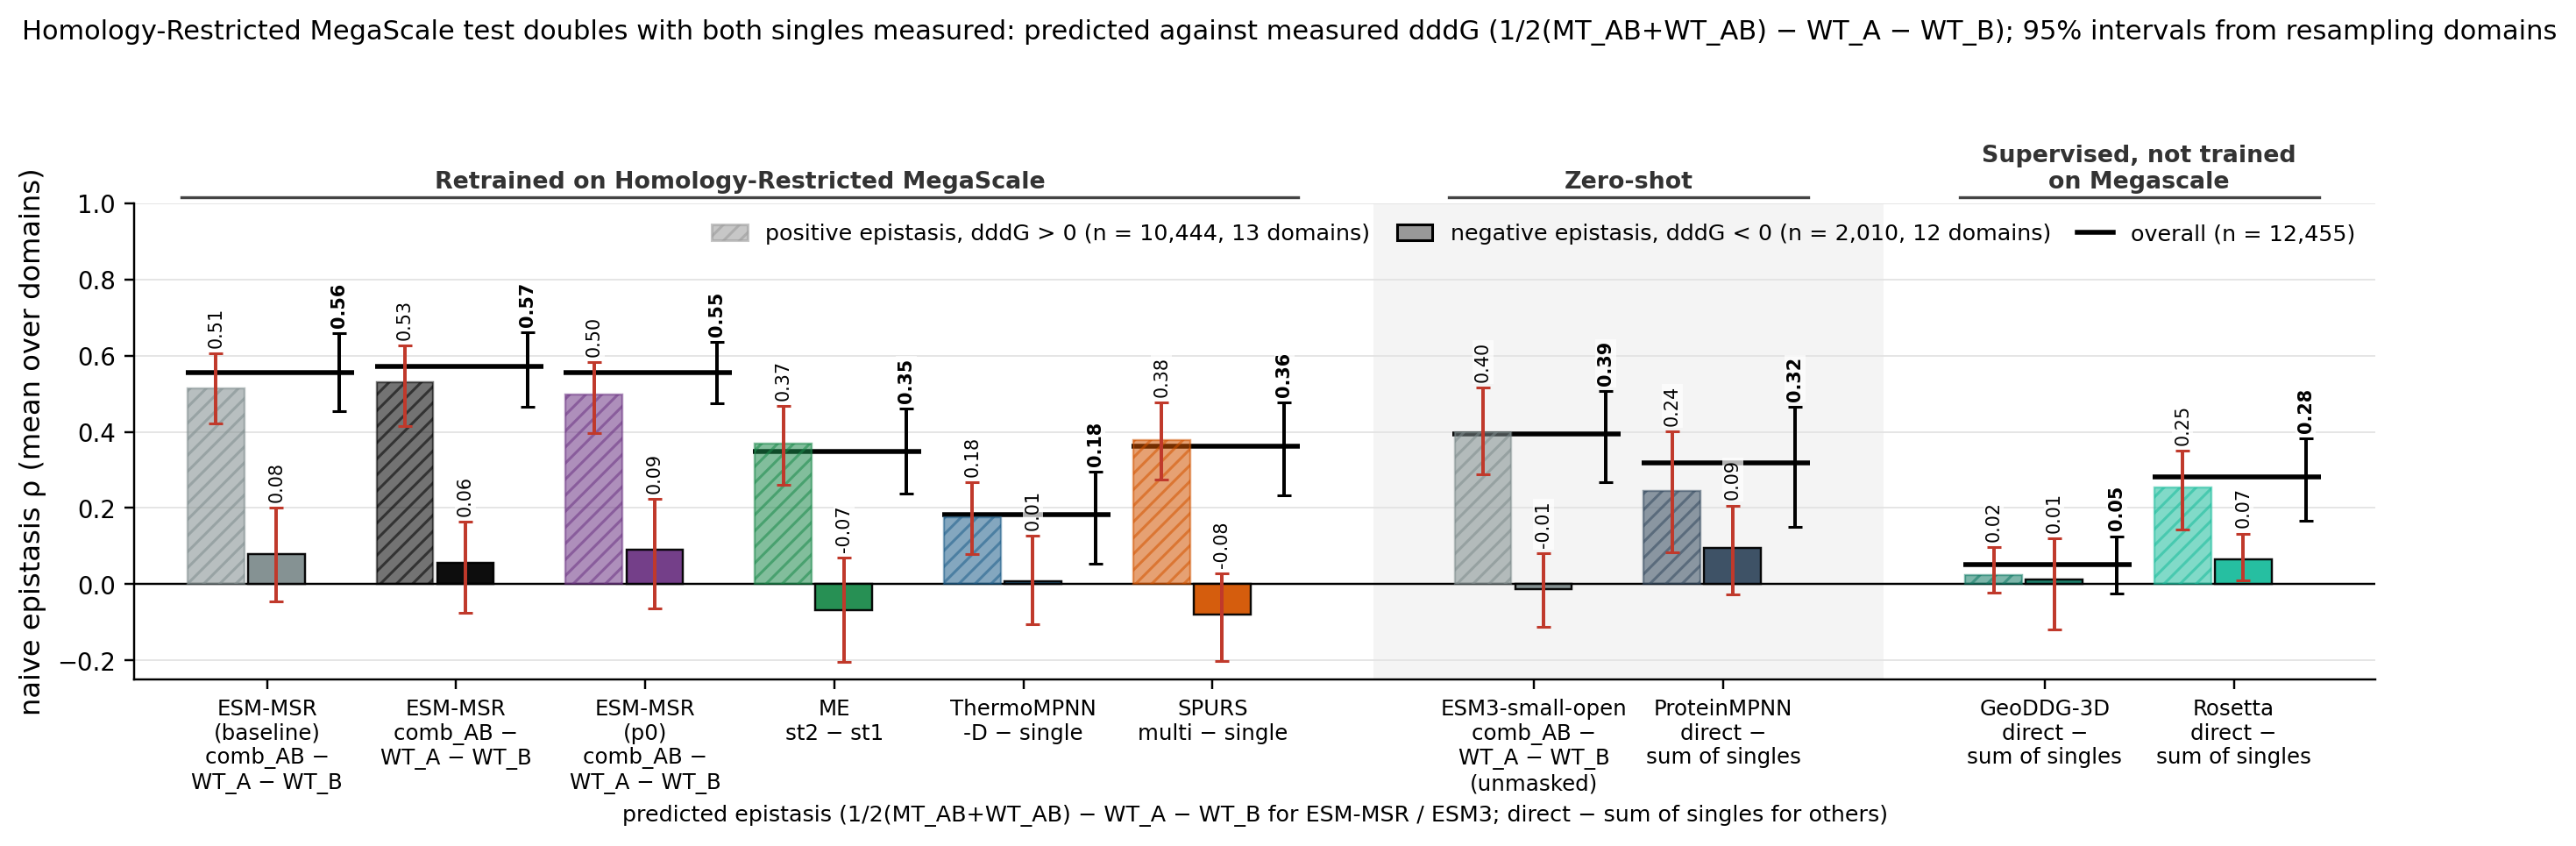 Homology-Restricted MegaScale test doubles with both singles measured: predicted against measured dddG (1/2(MT_AB+WT_AB) − WT_A − WT_B); 95% intervals from resampling domains
Retrained on Homology-Restricted MegaScale
Zero-shot
Supervised, not trained
on Megascale
naive epistasis ρ (mean over domains)
1.0
0.8
0.6
0.4
0.2
0.0
−0.2
positive epistasis, dddG > 0 (n = 10,444, 13 domains)
negative epistasis, dddG < 0 (n = 2,010, 12 domains)
overall (n = 12,455)
0.51
0.08
0.56
0.53
0.06
0.57
0.50
0.09
0.55
0.37
-0.07
0.35
0.18
0.01
0.18
0.38
-0.08
0.36
0.40
-0.01
0.39
0.24
0.09
0.32
0.02
0.01
0.05
0.25
0.07
0.28
ESM-MSR
(baseline)
comb_AB −
WT_A − WT_B
ESM-MSR
comb_AB −
WT_A − WT_B
ESM-MSR
(p0)
comb_AB −
WT_A − WT_B
ME
st2 − st1
ThermoMPNN
-D − single
SPURS
multi − single
ESM3-small-open
comb_AB −
WT_A − WT_B
(unmasked)
ProteinMPNN
direct −
sum of singles
GeoDDG-3D
direct −
sum of singles
Rosetta
direct −
sum of singles
predicted epistasis (1/2(MT_AB+WT_AB) − WT_A − WT_B for ESM-MSR / ESM3; direct − sum of singles for others)